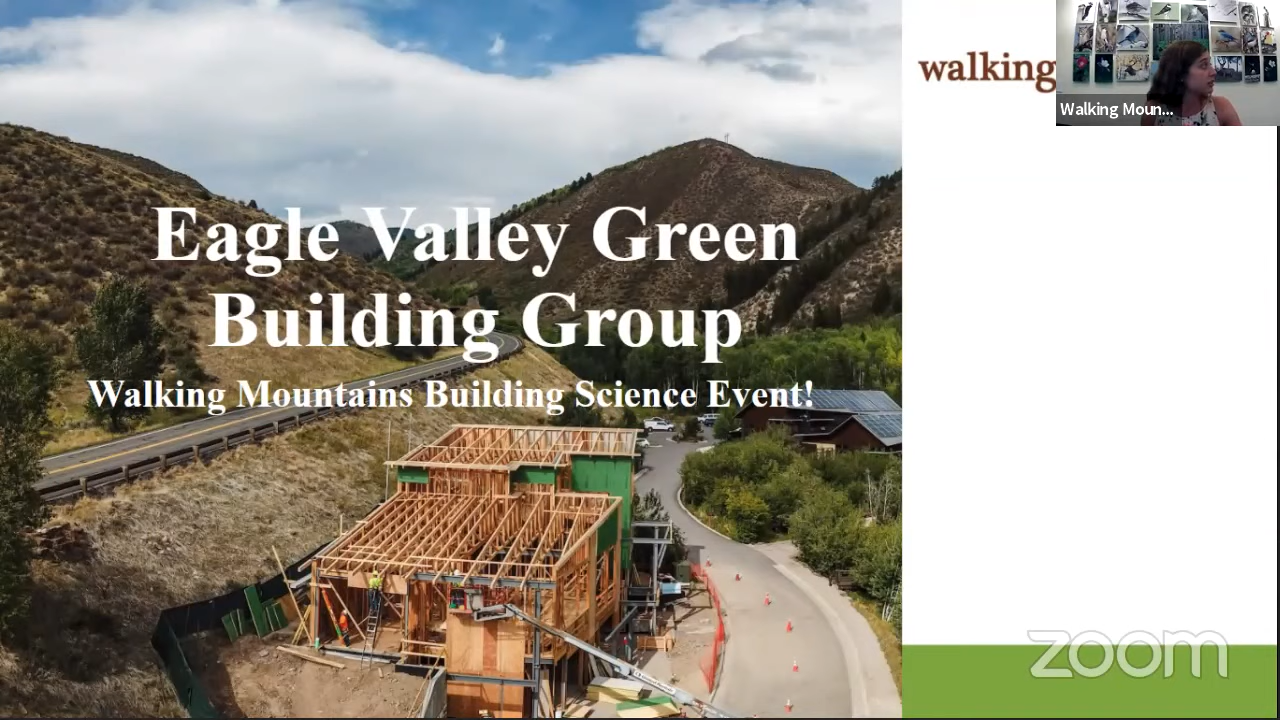 walking
Walking Moun...
Eagle Valley Green
Building Group
Walking Mountains Building Science Event!
zoom